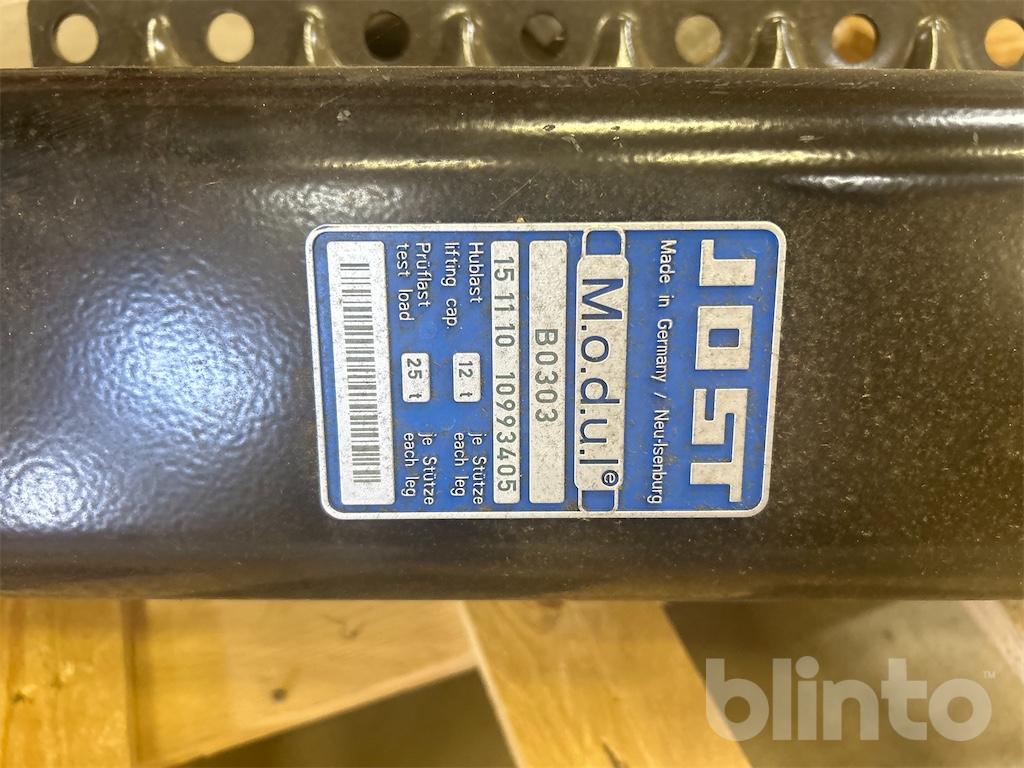 JOST
Made in Germany / Neu-Isenburg
M.o.d.u.l e
B0303
15 11 10 10993405
Hublast
lifting cap. 12 t je Stütze
each leg
Prüflast
test load 25 t je Stütze
each leg
blinto™